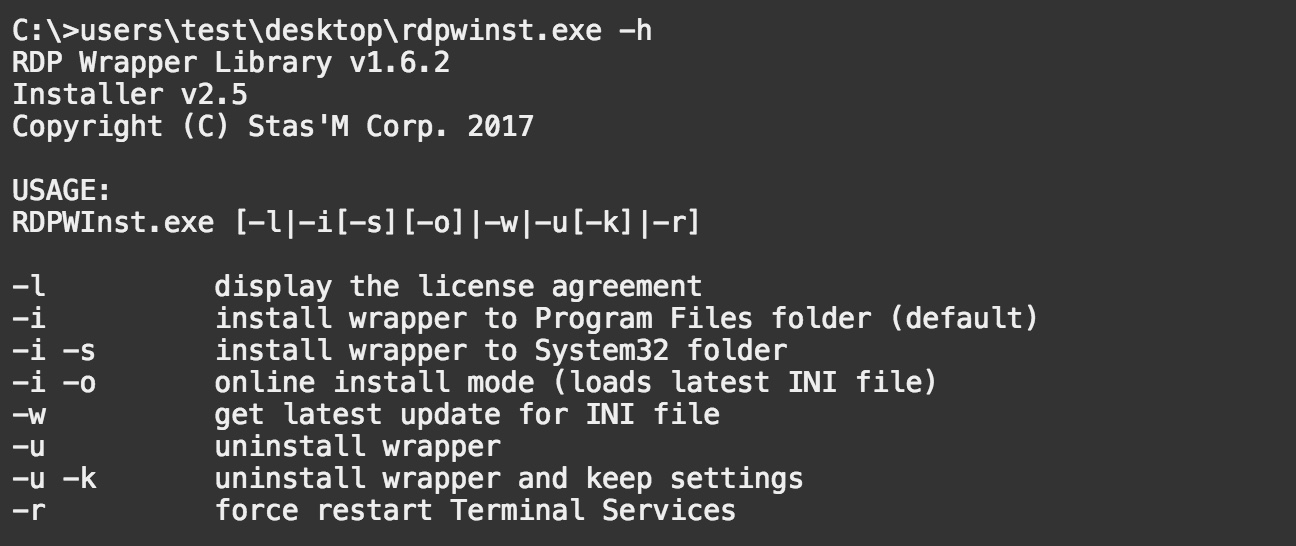 C:\>users\test\desktop\rdpwinst.exe -h
RDP Wrapper Library v1.6.2
Installer v2.5
Copyright (C) Stas'M Corp. 2017
USAGE:
RDPWInst.exe [-l|-i[-s][-o]|-w|-u[-k]|-r]
-l          display the license agreement
-i          install wrapper to Program Files folder (default)
-i -s       install wrapper to System32 folder
-i -o       online install mode (loads latest INI file)
-w          get latest update for INI file
-u          uninstall wrapper
-u -k       uninstall wrapper and keep settings
-r          force restart Terminal Services